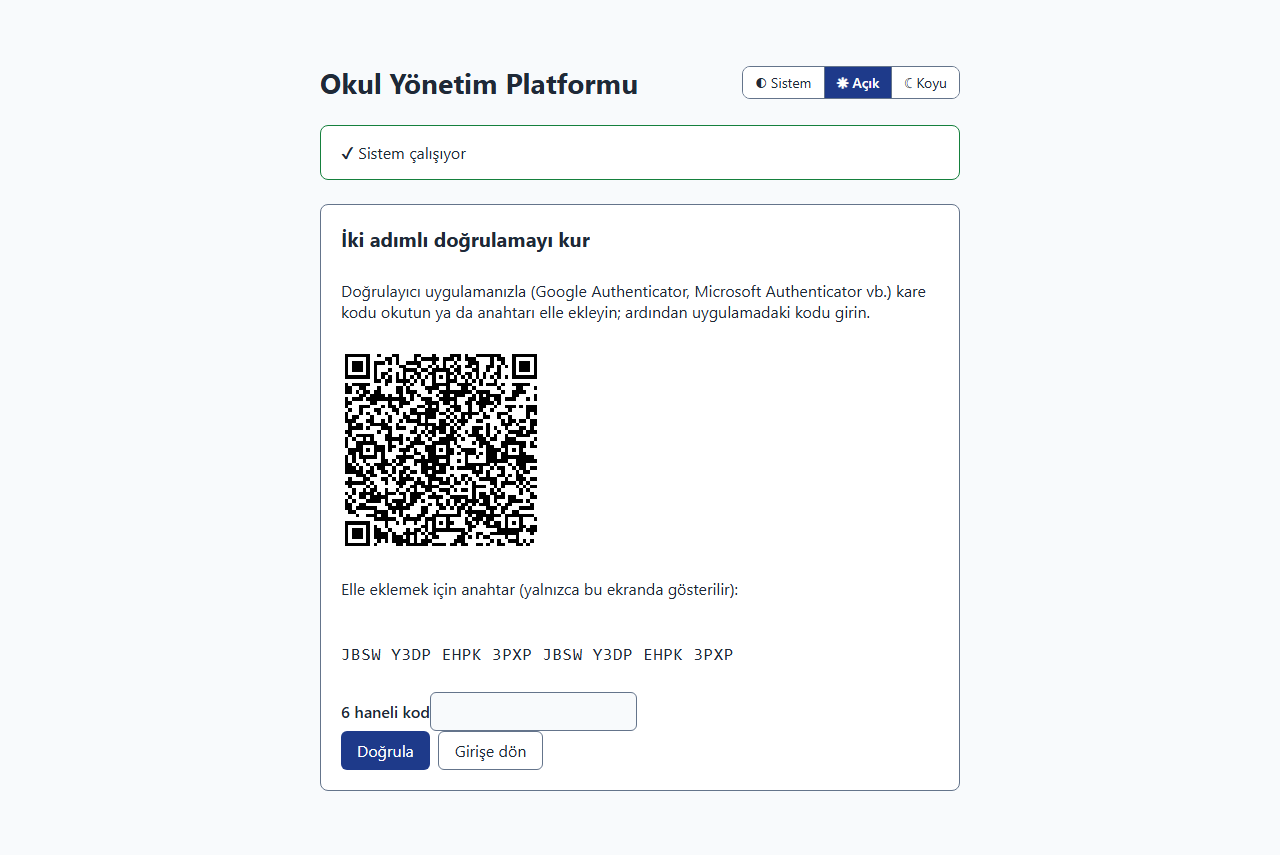 Okul Yönetim Platformu
Sistem
Açık
Koyu
✓ Sistem çalışıyor
İki adımlı doğrulamayı kur
Doğrulayıcı uygulamanızla (Google Authenticator, Microsoft Authenticator vb.) kare
kodu okutun ya da anahtarı elle ekleyin; ardından uygulamadaki kodu girin.
Elle eklemek için anahtar (yalnızca bu ekranda gösterilir):
JBSW Y3DP EHPK 3PXP JBSW Y3DP EHPK 3PXP
6 haneli kod
Doğrula
Girişe dön